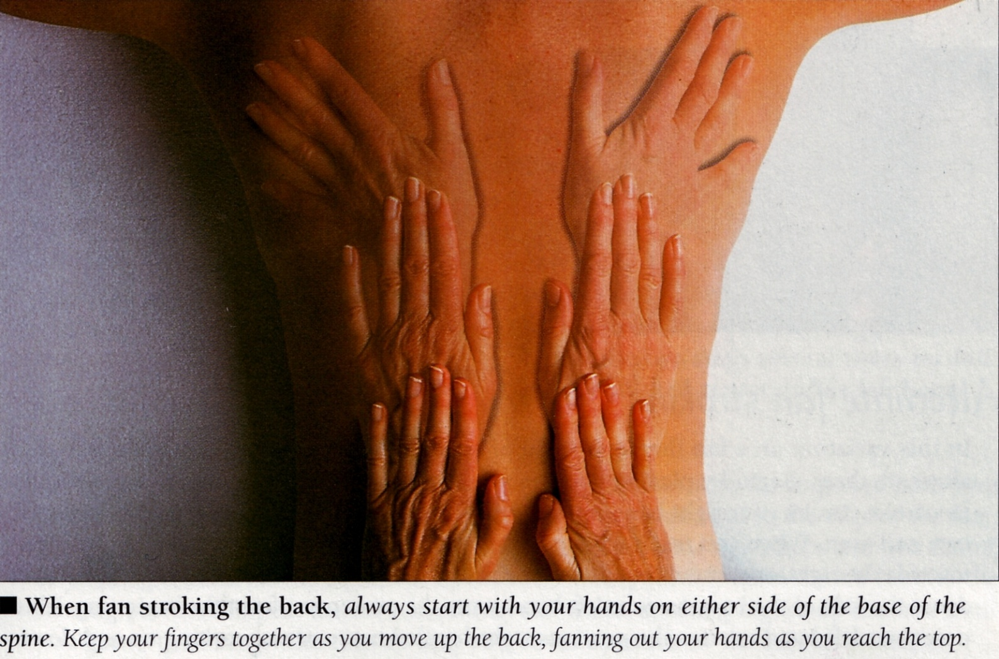 ■ When fan stroking the back, always start with your hands on either side of the base of the
spine. Keep your fingers together as you move up the back, fanning out your hands as you reach the top.